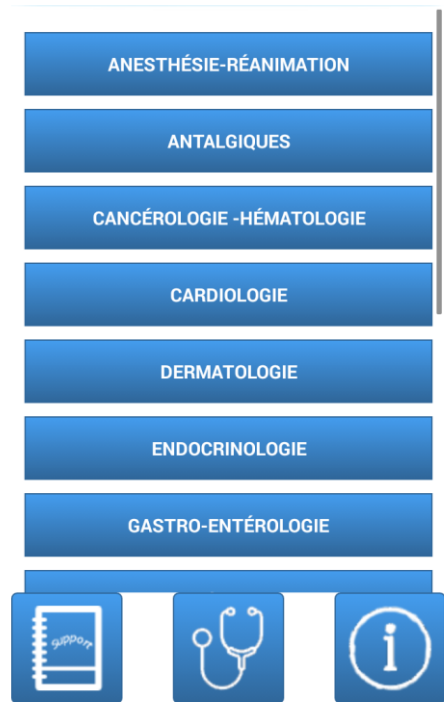 ANESTHÉSIE-RÉANIMATION
ANTALGIQUES
CANCÉROLOGIE -HÉMATOLOGIE
CARDIOLOGIE
DERMATOLOGIE
ENDOCRINOLOGIE
GASTRO-ENTÉROLOGIE
support
i